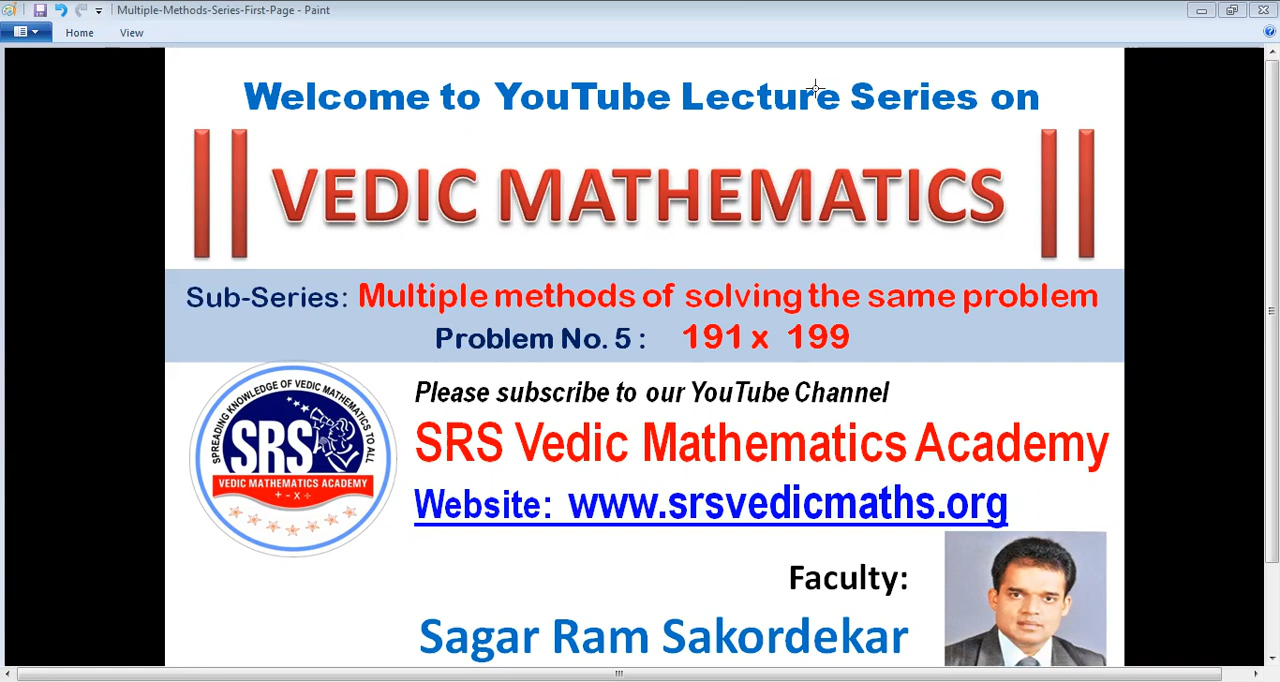 Multiple-Methods-Series-First-Page - Paint
Home View
Welcome to YouTube Lecture Series on
VEDIC MATHEMATICS
Sub-Series: Multiple methods of solving the same problem
Problem No. 5 : 191 x 199
SPREADING KNOWLEDGE OF VEDIC MATHEMATICS TO ALL
SRS
VEDIC MATHEMATICS ACADEMY
+ - x ÷
Please subscribe to our YouTube Channel
SRS Vedic Mathematics Academy
Website: www.srsvedicmaths.org
Faculty:
Sagar Ram Sakordekar